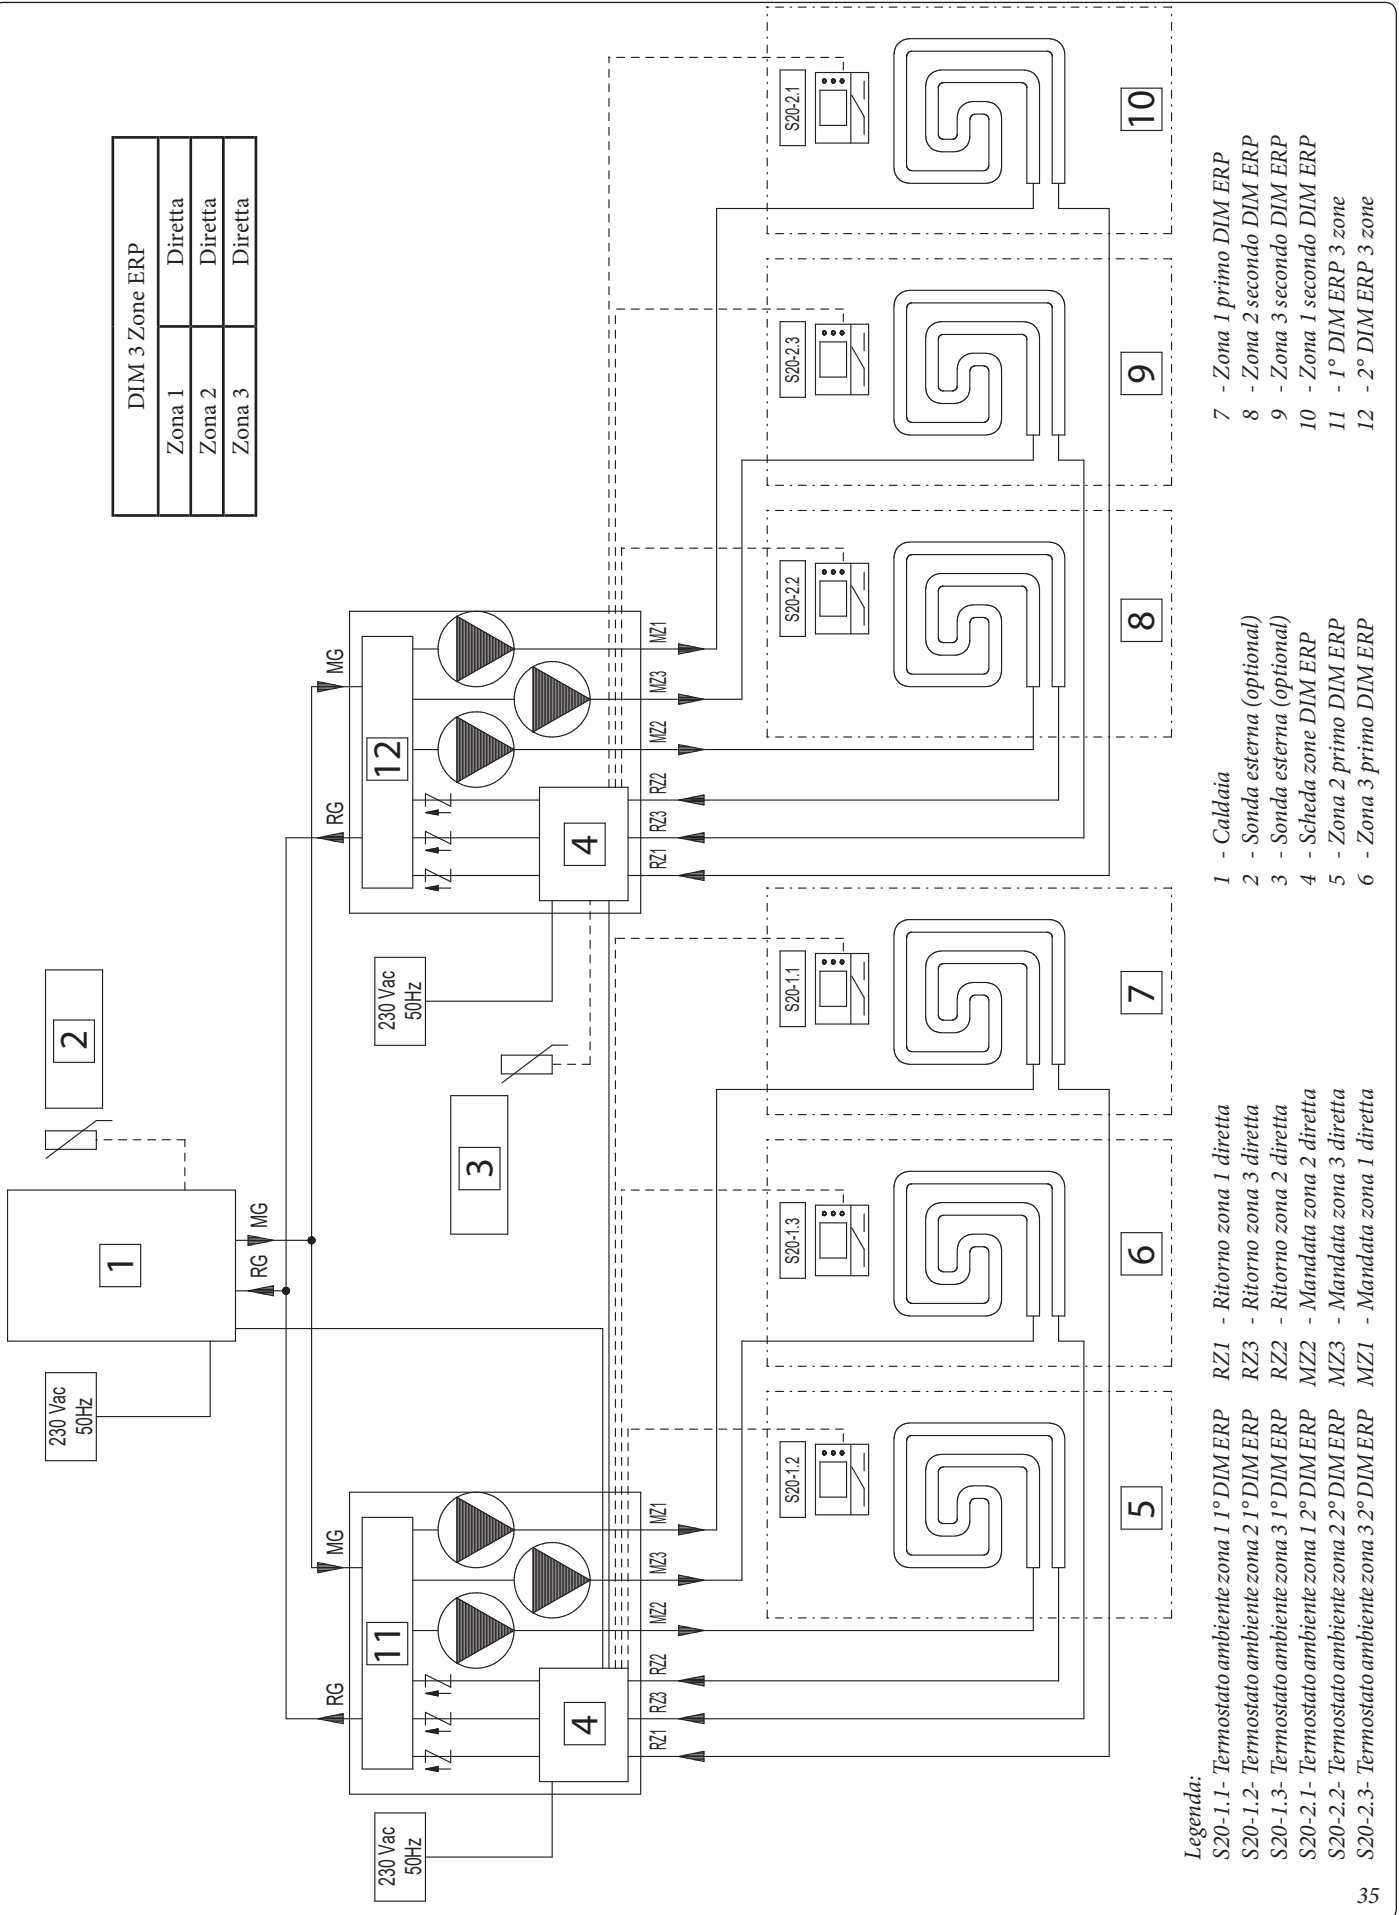 DIM 3 Zone ERP
Zona 1 Diretta
Zona 2 Diretta
Zona 3 Diretta
230 Vac
50Hz
1
2
RG
MG
3
230 Vac
50Hz
RG
MG
11
4
RZ1
RZ3
RZ2
MZ2
MZ3
MZ1
230 Vac
50Hz
RG
MG
12
4
RZ1
RZ3
RZ2
MZ2
MZ3
MZ1
S20-1.2
5
S20-1.3
6
S20-1.1
7
S20-2.2
8
S20-2.3
9
S20-2.1
10
Legenda:
S20-1.1- Termostato ambiente zona 1 1° DIM ERP
S20-1.2- Termostato ambiente zona 2 1° DIM ERP
S20-1.3- Termostato ambiente zona 3 1° DIM ERP
S20-2.1- Termostato ambiente zona 1 2° DIM ERP
S20-2.2- Termostato ambiente zona 2 2° DIM ERP
S20-2.3- Termostato ambiente zona 3 2° DIM ERP
RZ1 - Ritorno zona 1 diretta
RZ3 - Ritorno zona 3 diretta
RZ2 - Ritorno zona 2 diretta
MZ2 - Mandata zona 2 diretta
MZ3 - Mandata zona 3 diretta
MZ1 - Mandata zona 1 diretta
1 - Caldaia
2 - Sonda esterna (optional)
3 - Sonda esterna (optional)
4 - Scheda zone DIM ERP
5 - Zona 2 primo DIM ERP
6 - Zona 3 primo DIM ERP
7 - Zona 1 primo DIM ERP
8 - Zona 2 secondo DIM ERP
9 - Zona 3 secondo DIM ERP
10 - Zona 1 secondo DIM ERP
11 - 1° DIM ERP 3 zone
12 - 2° DIM ERP 3 zone
35